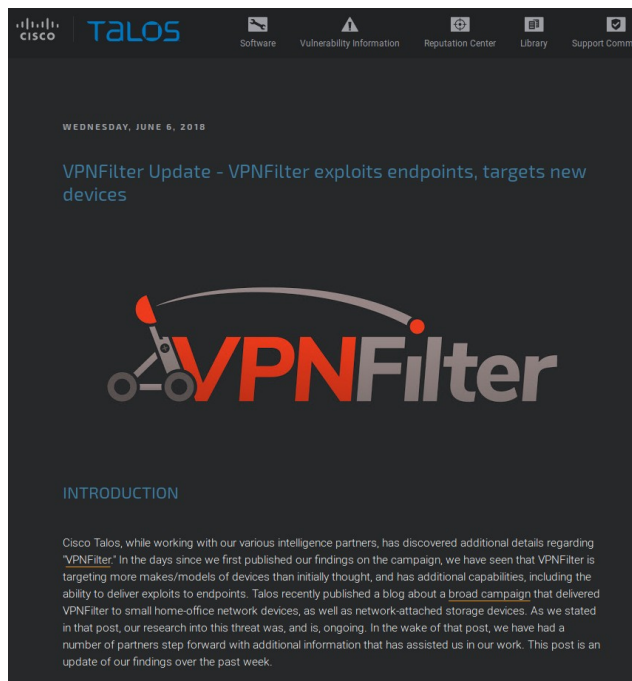 CISCO TALOS
Software
Vulnerability Information
Reputation Center
Library
Support Comm
WEDNESDAY, JUNE 6, 2018
VPNFilter Update - VPNFilter exploits endpoints, targets new
devices
VPNFilter
INTRODUCTION
Cisco Talos, while working with our various intelligence partners, has discovered additional details regarding
"VPNFilter." In the days since we first published our findings on the campaign, we have seen that VPNFilter is
targeting more makes/models of devices than initially thought, and has additional capabilities, including the
ability to deliver exploits to endpoints. Talos recently published a blog about a broad campaign that delivered
VPNFilter to small home-office network devices, as well as network-attached storage devices. As we stated
in that post, our research into this threat was, and is, ongoing. In the wake of that post, we have had a
number of partners step forward with additional information that has assisted us in our work. This post is an
update of our findings over the past week.